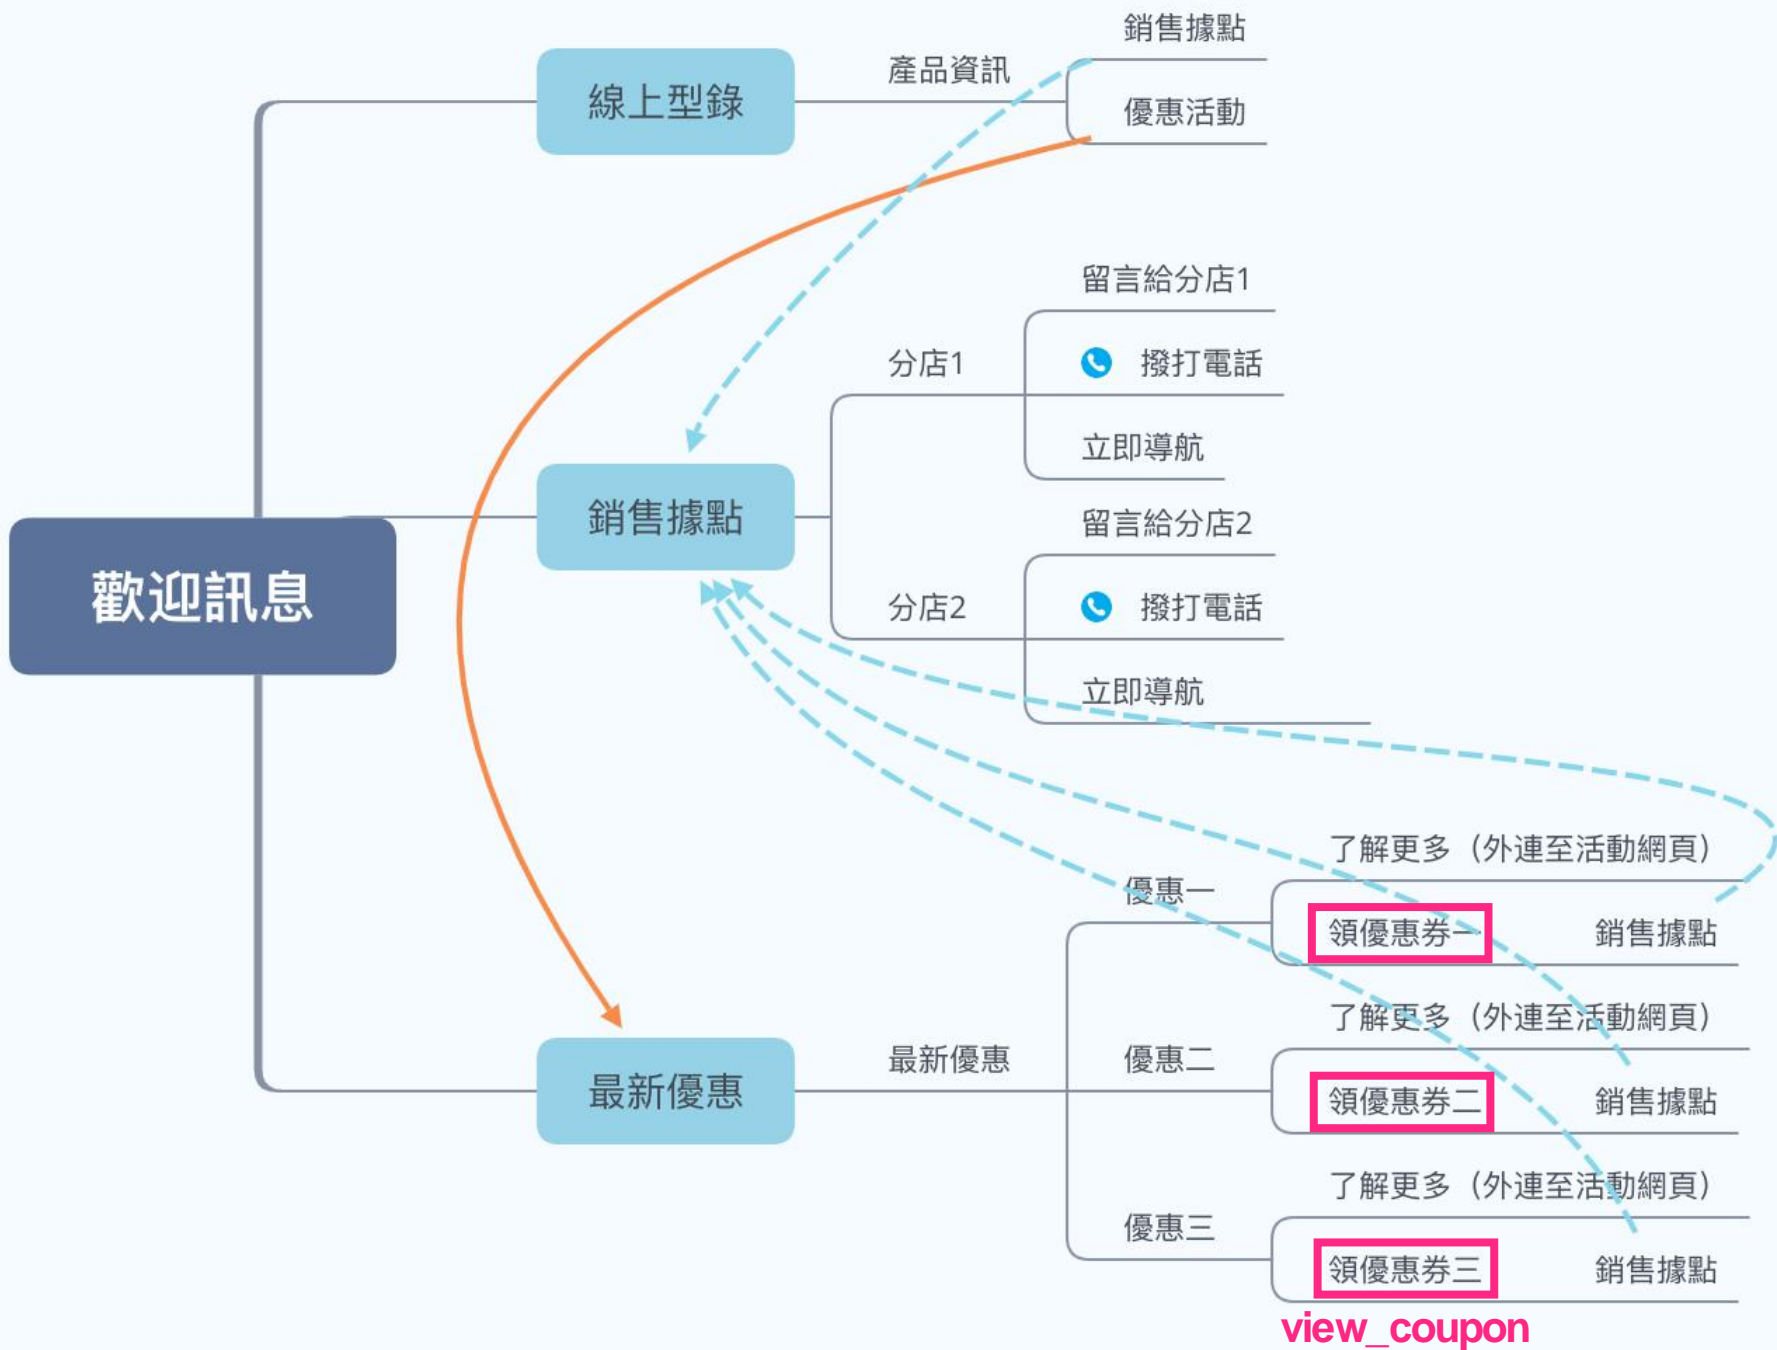 銷售據點
產品資訊
線上型錄
優惠活動
留言給分店1
分店1
撥打電話
立即導航
銷售據點
留言給分店2
歡迎訊息
分店2
撥打電話
立即導航
了解更多（外連至活動網頁）
優惠一
領優惠券一
銷售據點
了解更多（外連至活動網頁）
最新優惠
最新優惠
優惠二
領優惠券二
銷售據點
了解更多（外連至活動網頁）
優惠三
領優惠券三
銷售據點
view_coupon